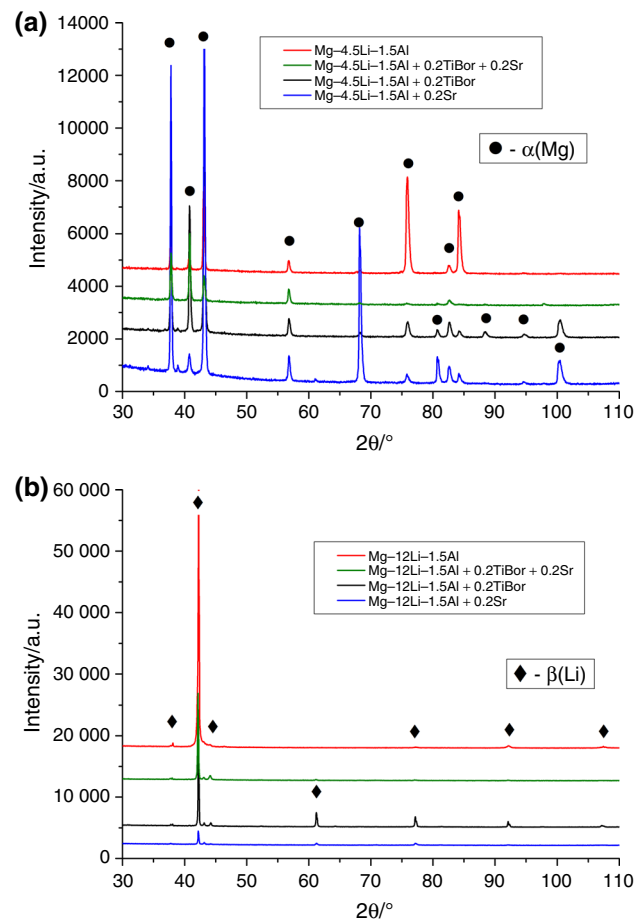 (a)
14000
12000
10000
8000
6000
4000
2000
0
Intensity/a.u.
Mg–4.5Li–1.5Al
Mg–4.5Li–1.5Al + 0.2TiBor + 0.2Sr
Mg–4.5Li–1.5Al + 0.2TiBor
Mg–4.5Li–1.5Al + 0.2Sr
- α(Mg)
30 40 50 60 70 80 90 100 110
2θ/°
(b)
60 000
50 000
40 000
30 000
20 000
10 000
0
Intensity/a.u.
Mg–12Li–1.5Al
Mg–12Li–1.5Al + 0.2TiBor + 0.2Sr
Mg–12Li–1.5Al + 0.2TiBor
Mg–12Li–1.5Al + 0.2Sr
- β(Li)
30 40 50 60 70 80 90 100 110
2θ/°